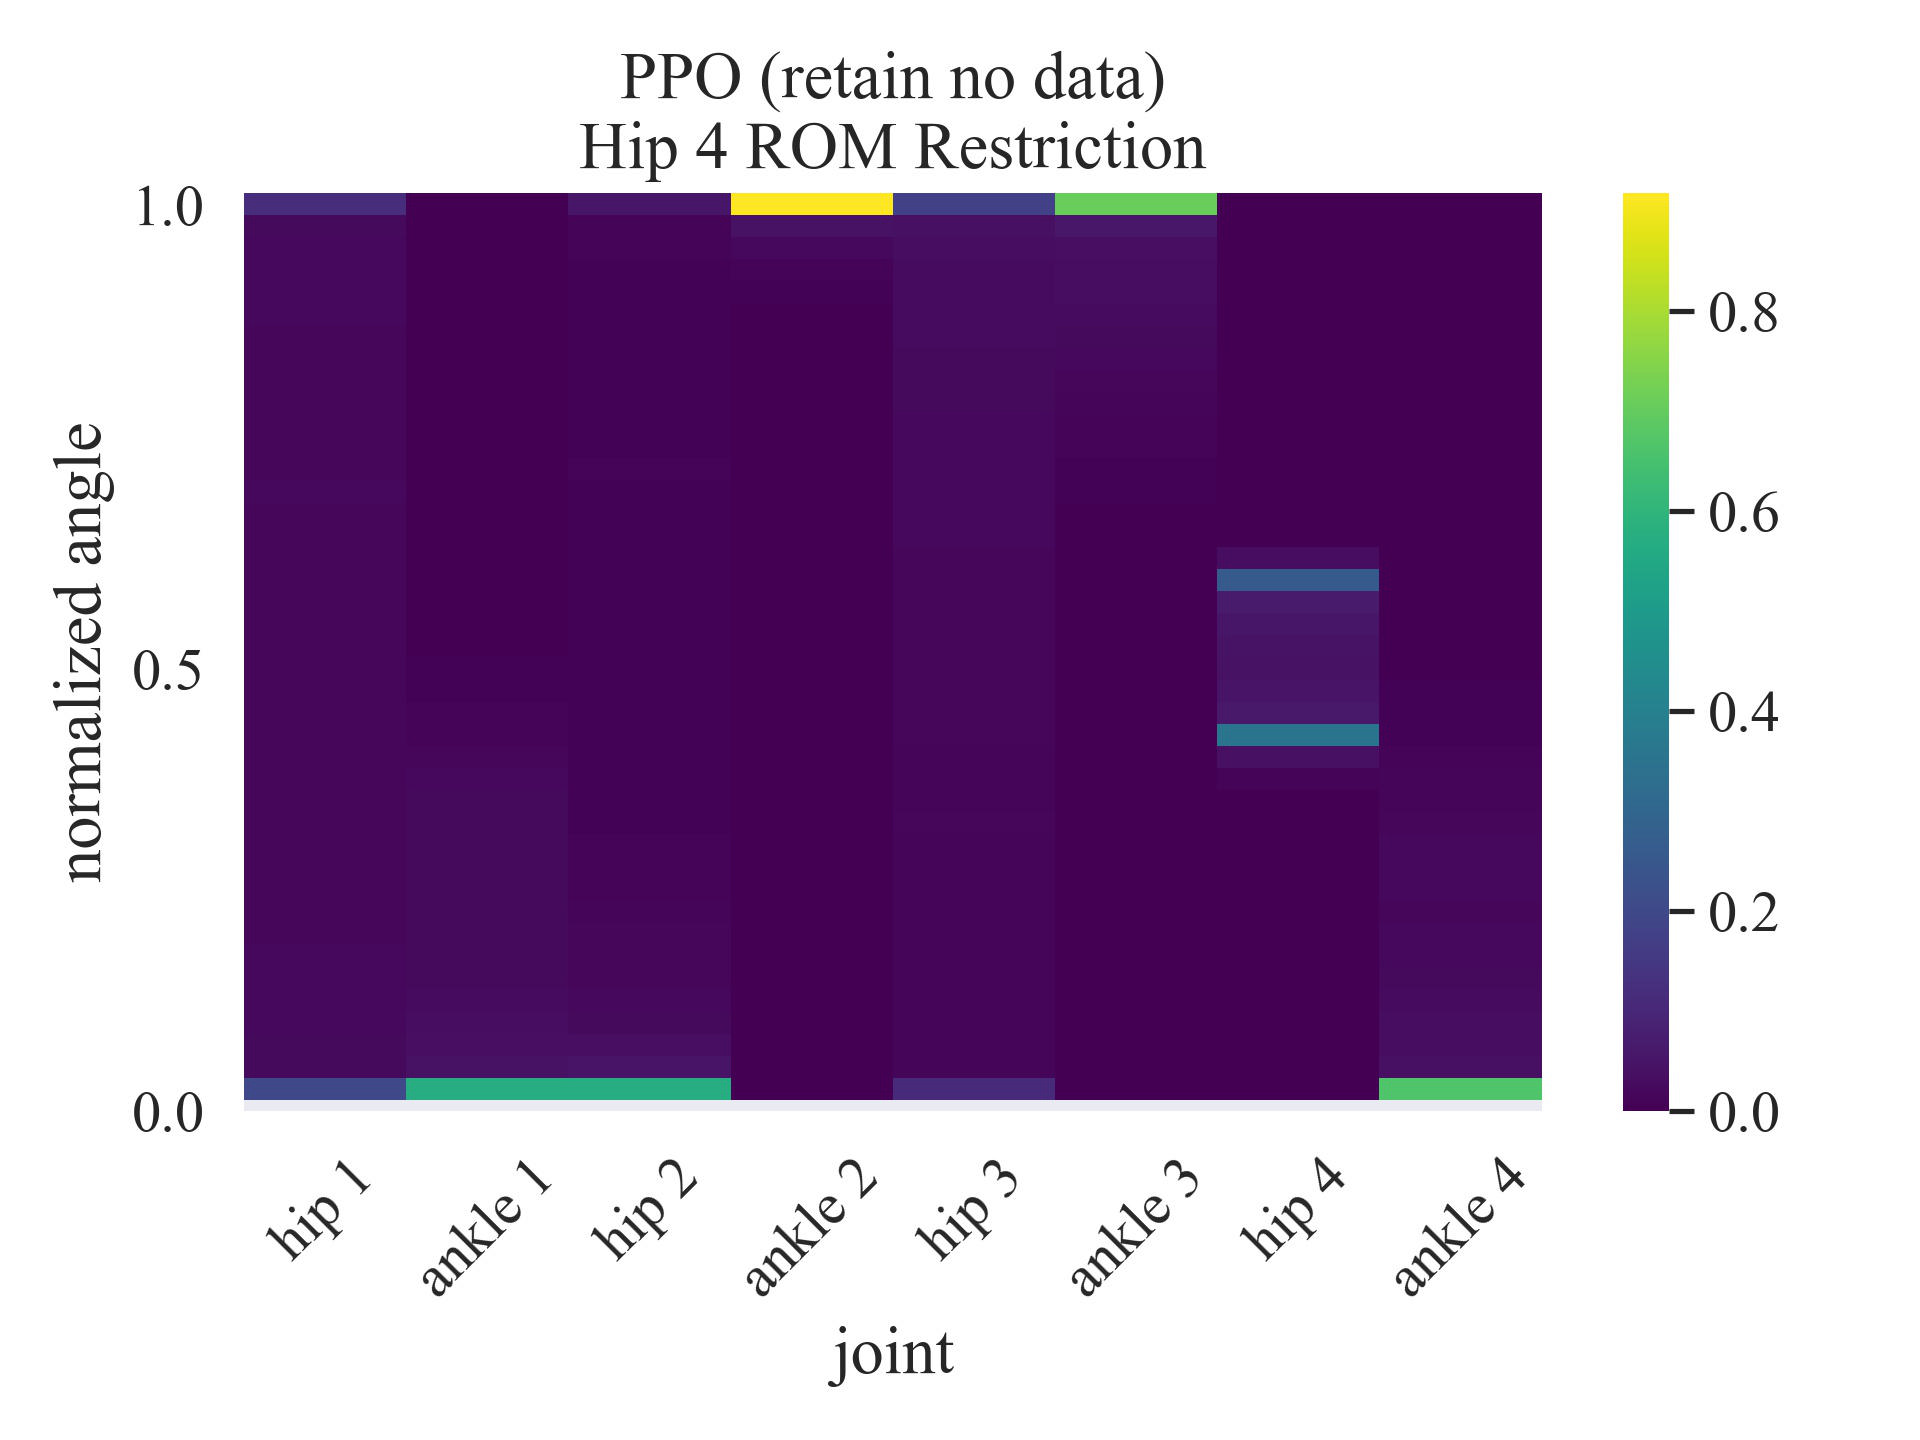 PPO (retain no data)
Hip 4 ROM Restriction
1.0
0.5
0.0
normalized angle
hip 1
ankle 1
hip 2
ankle 2
hip 3
ankle 3
hip 4
ankle 4
joint
0.8
0.6
0.4
0.2
0.0